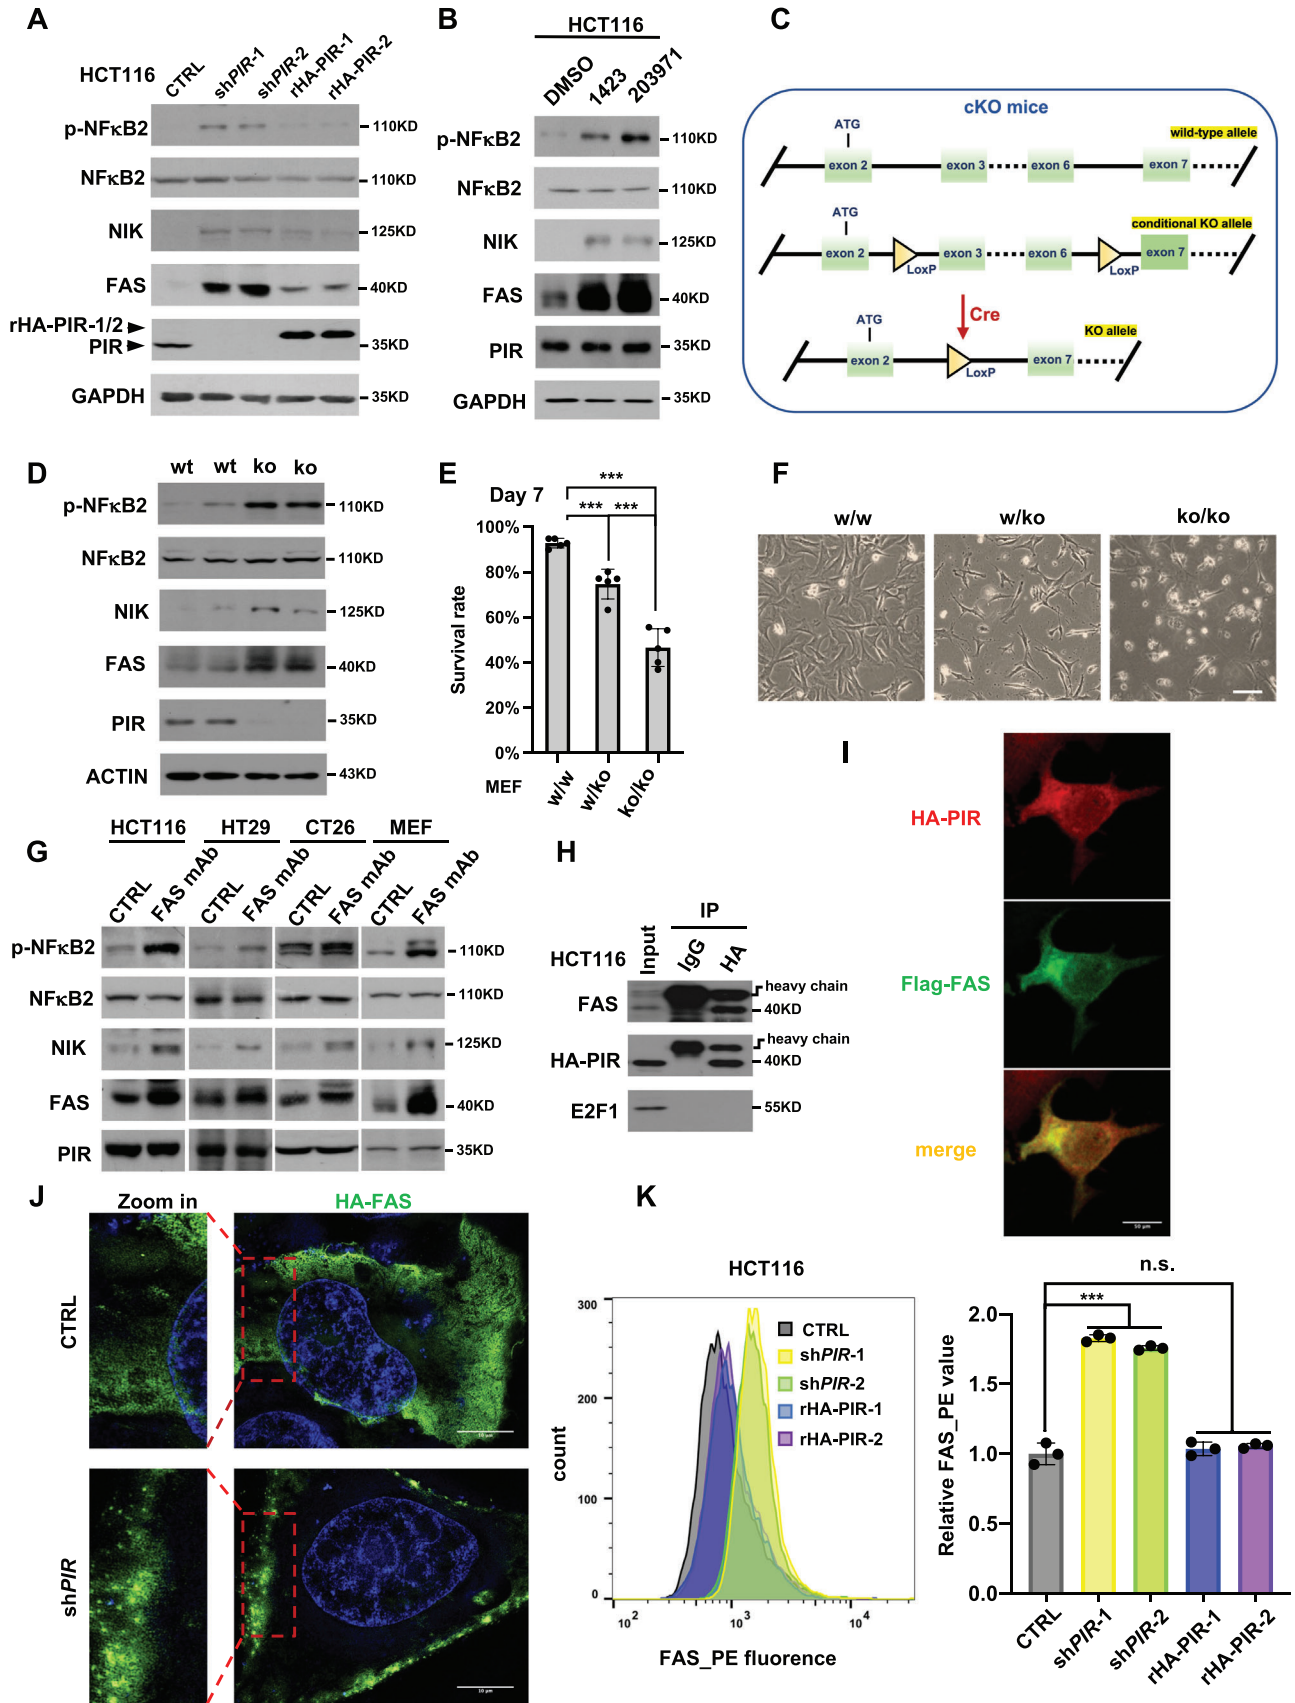 A
HCT116
CTRL
shPIR-1
shPIR-2
rHA-PIR-1
rHA-PIR-2
p-NFκB2
110KD
NFκB2
110KD
NIK
125KD
FAS
40KD
rHA-PIR-1/2
PIR
35KD
GAPDH
35KD
B
HCT116
DMSO
1423
203971
p-NFκB2
110KD
NFκB2
110KD
NIK
125KD
FAS
40KD
PIR
35KD
GAPDH
35KD
C
cKO mice
ATG
wild-type allele
exon 2
exon 3
exon 6
exon 7
ATG
conditional KO allele
exon 2
exon 3
exon 6
exon 7
LoxP
LoxP
Cre
ATG
KO allele
exon 2
exon 7
LoxP
D
wt wt ko ko
p-NFκB2
110KD
NFκB2
110KD
NIK
125KD
FAS
40KD
PIR
35KD
ACTIN
43KD
E
Day 7
***
*** ***
100%
80%
60%
40%
20%
0%
Survival rate
MEF
w/w
w/ko
ko/ko
F
w/w
w/ko
ko/ko
G
HCT116 HT29 CT26 MEF
CTRL
FAS mAb
CTRL
FAS mAb
CTRL
FAS mAb
CTRL
FAS mAb
p-NFκB2
110KD
NFκB2
110KD
NIK
125KD
FAS
40KD
PIR
35KD
H
IP
HCT116
Input
IgG
HA
FAS
heavy chain
40KD
HA-PIR
heavy chain
40KD
E2F1
55KD
I
HA-PIR
Flag-FAS
merge
50 μm
J
Zoom in
HA-FAS
CTRL
10 μm
shPIR
10 μm
K
HCT116
300
200
100
0
count
10² 10³ 10⁴
FAS_PE fluorence
CTRL
shPIR-1
shPIR-2
rHA-PIR-1
rHA-PIR-2
n.s.
***
2.0
1.5
1.0
0.5
0.0
Relative FAS_PE value
CTRL
shPIR-1
shPIR-2
rHA-PIR-1
rHA-PIR-2